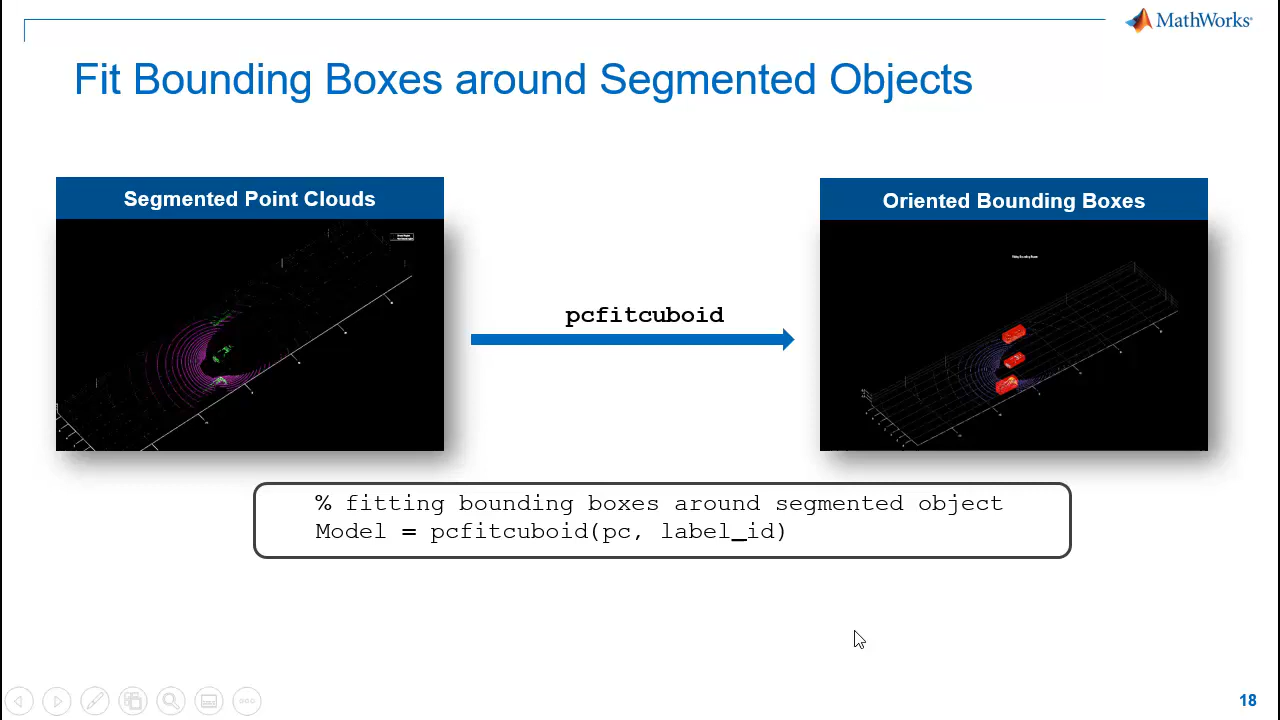 MathWorks
Fit Bounding Boxes around Segmented Objects
Segmented Point Clouds
Oriented Bounding Boxes
pcfitcuboid
% fitting bounding boxes around segmented object
Model = pcfitcuboid(pc, label_id)
18